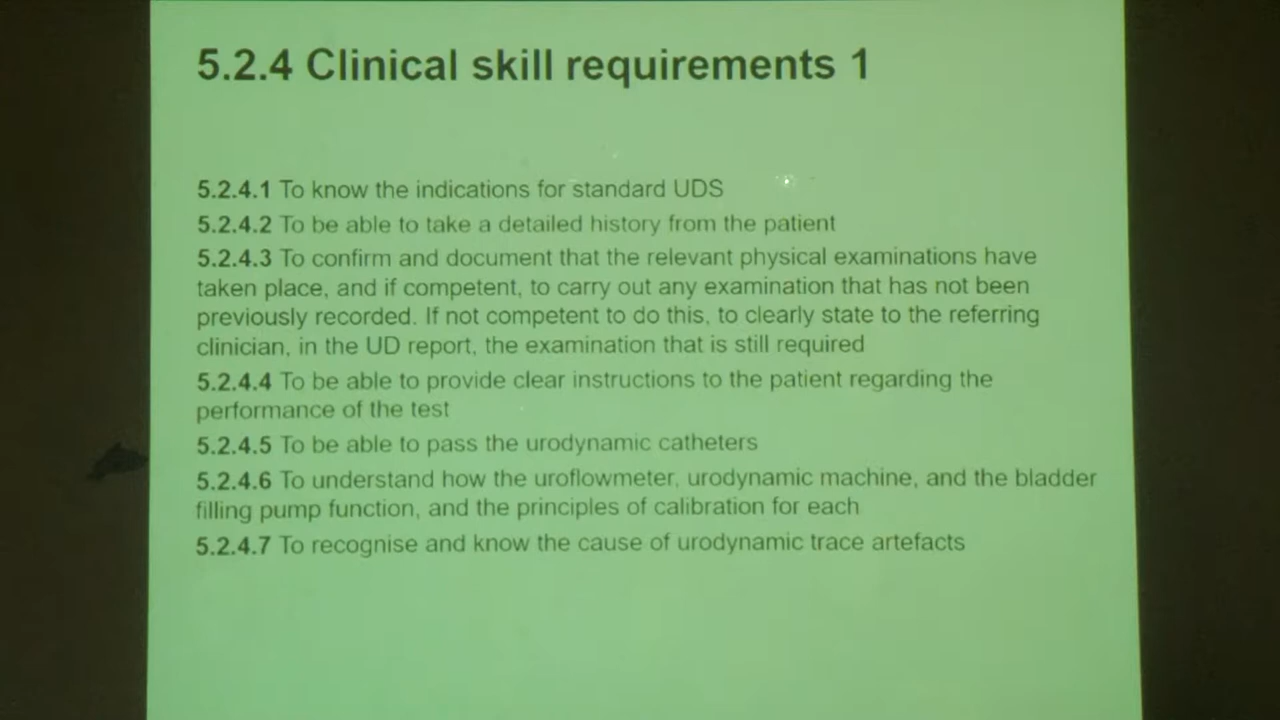 5.2.4 Clinical skill requirements 1
5.2.4.1 To know the indications for standard UDS
5.2.4.2 To be able to take a detailed history from the patient
5.2.4.3 To confirm and document that the relevant physical examinations have
taken place, and if competent, to carry out any examination that has not been
previously recorded. If not competent to do this, to clearly state to the referring
clinician, in the UD report, the examination that is still required
5.2.4.4 To be able to provide clear instructions to the patient regarding the
performance of the test
5.2.4.5 To be able to pass the urodynamic catheters
5.2.4.6 To understand how the uroflowmeter, urodynamic machine, and the bladder
filling pump function, and the principles of calibration for each
5.2.4.7 To recognise and know the cause of urodynamic trace artefacts